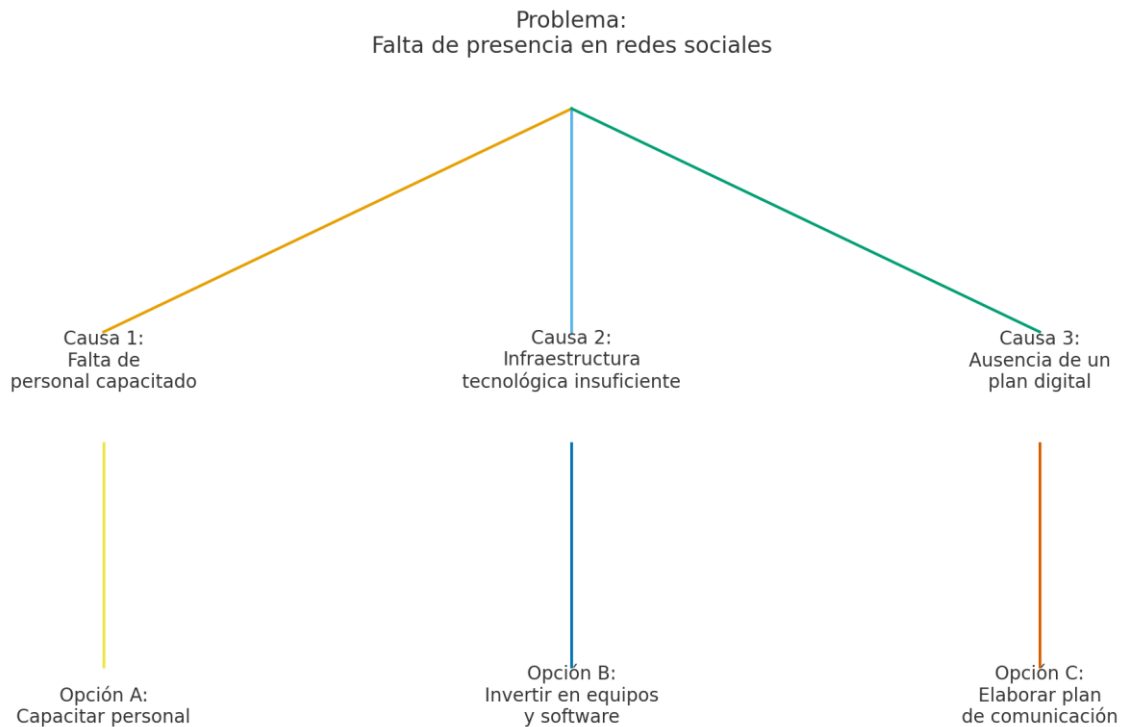 Problema:
Falta de presencia en redes sociales
Causa 1:
Falta de
personal capacitado
Causa 2:
Infraestructura
tecnológica insuficiente
Causa 3:
Ausencia de un
plan digital
Opción A:
Capacitar personal
Opción B:
Invertir en equipos
y software
Opción C:
Elaborar plan
de comunicación